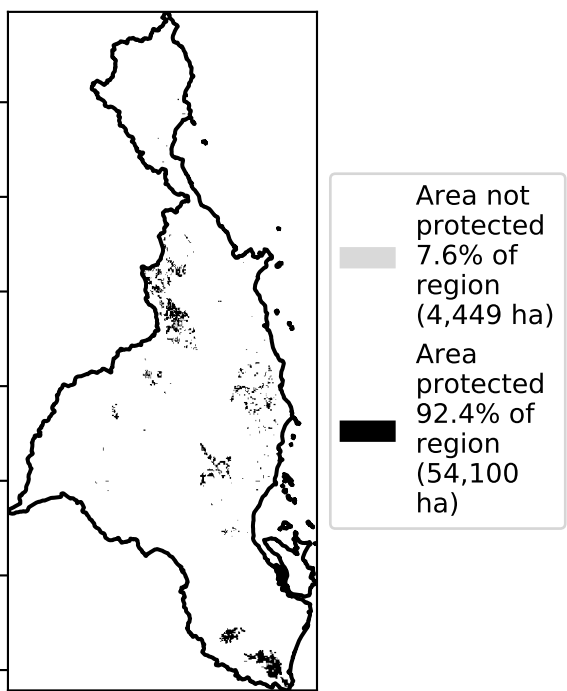 Area not
protected
7.6% of
region
(4,449 ha)
Area
protected
92.4% of
region
(54,100
ha)